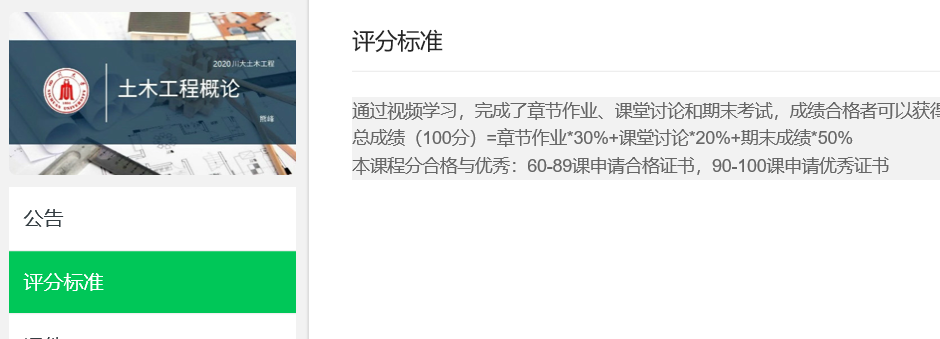 2020川大土木工程
土木工程概论
熊峰
公告
评分标准
评分标准
通过视频学习，完成了章节作业、课堂讨论和期末考试，成绩合格者可以获得
总成绩（100分）=章节作业*30%+课堂讨论*20%+期末成绩*50%
本课程分合格与优秀：60-89课申请合格证书，90-100课申请优秀证书